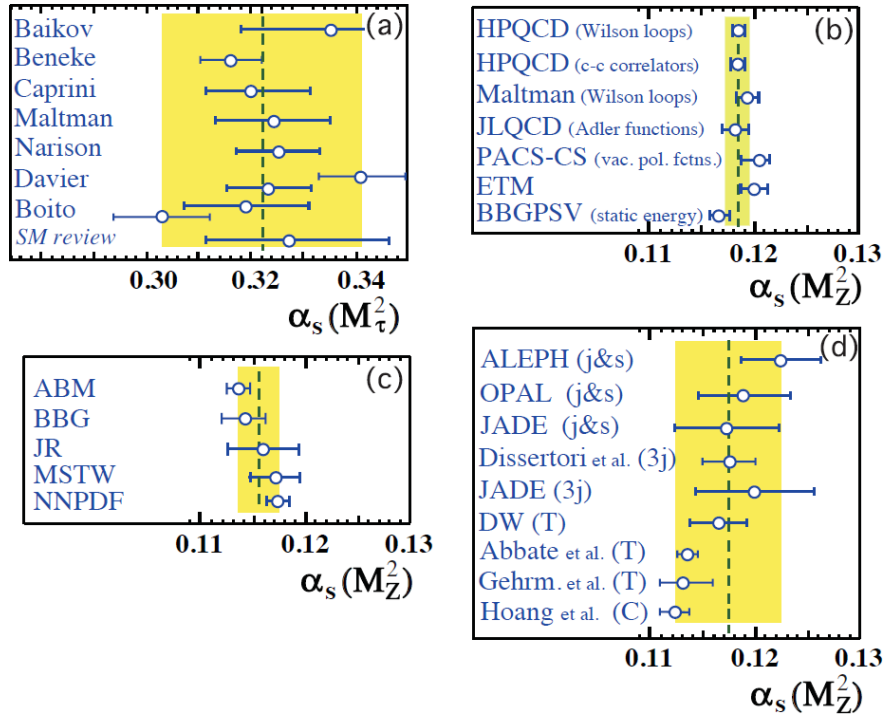 (a)
Baikov
Beneke
Caprini
Maltman
Narison
Davier
Boito
SM review
0.30 0.32 0.34
αs(M²τ)
(b)
HPQCD (Wilson loops)
HPQCD (c-c correlators)
Maltman (Wilson loops)
JLQCD (Adler functions)
PACS-CS (vac. pol. fctns.)
ETM
BBGPSV (static energy)
0.11 0.12 0.13
αs(M²Z)
(c)
ABM
BBG
JR
MSTW
NNPDF
0.11 0.12 0.13
αs(M²Z)
(d)
ALEPH (j&s)
OPAL (j&s)
JADE (j&s)
Dissertori et al. (3j)
JADE (3j)
DW (T)
Abbate et al. (T)
Gehrm. et al. (T)
Hoang et al. (C)
0.11 0.12 0.13
αs(M²Z)